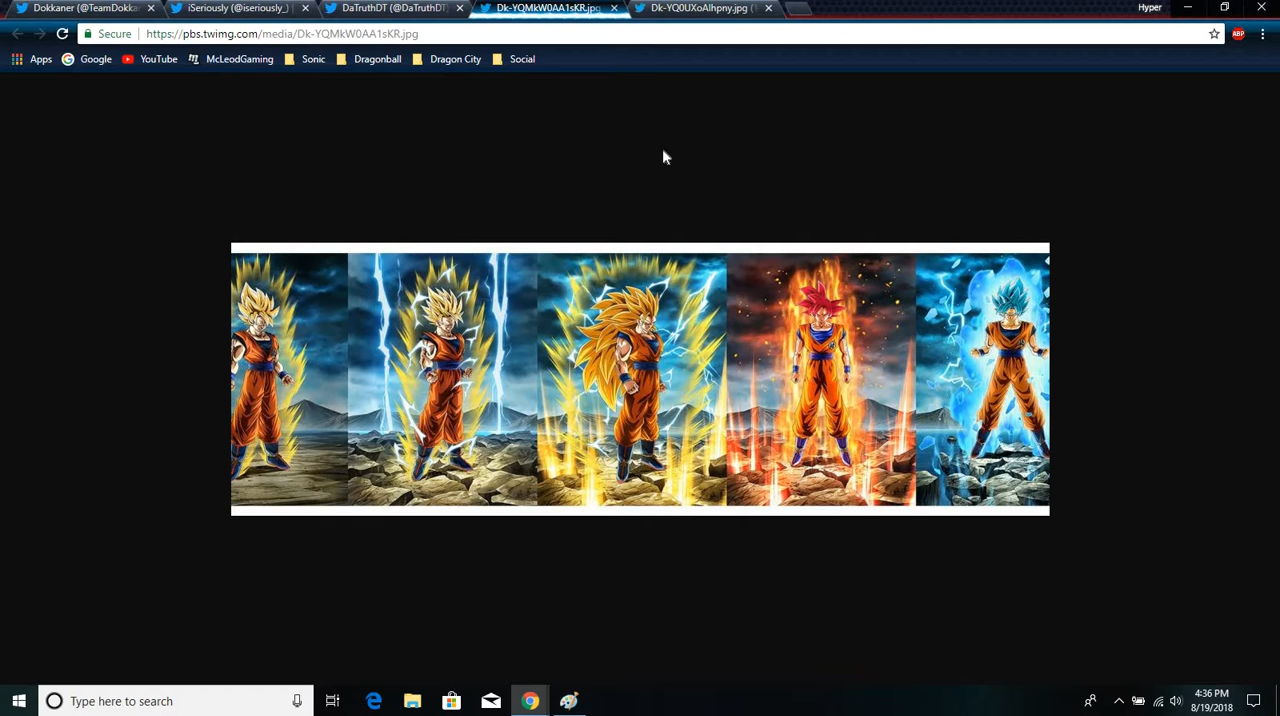 Dokkaner (@TeamDokka
iSeriously (@iseriously_)
DaTruthDT (@DaTruthDT)
Dk-YQMkW0AA1sKR.jpg
Dk-YQ0UXoAlhpny.jpg (
Hyper
Secure
https://pbs.twimg.com/media/Dk-YQMkW0AA1sKR.jpg
ABP
Apps
Google
YouTube
McLeodGaming
Sonic
Dragonball
Dragon City
Social
Type here to search
4:36 PM
8/19/2018